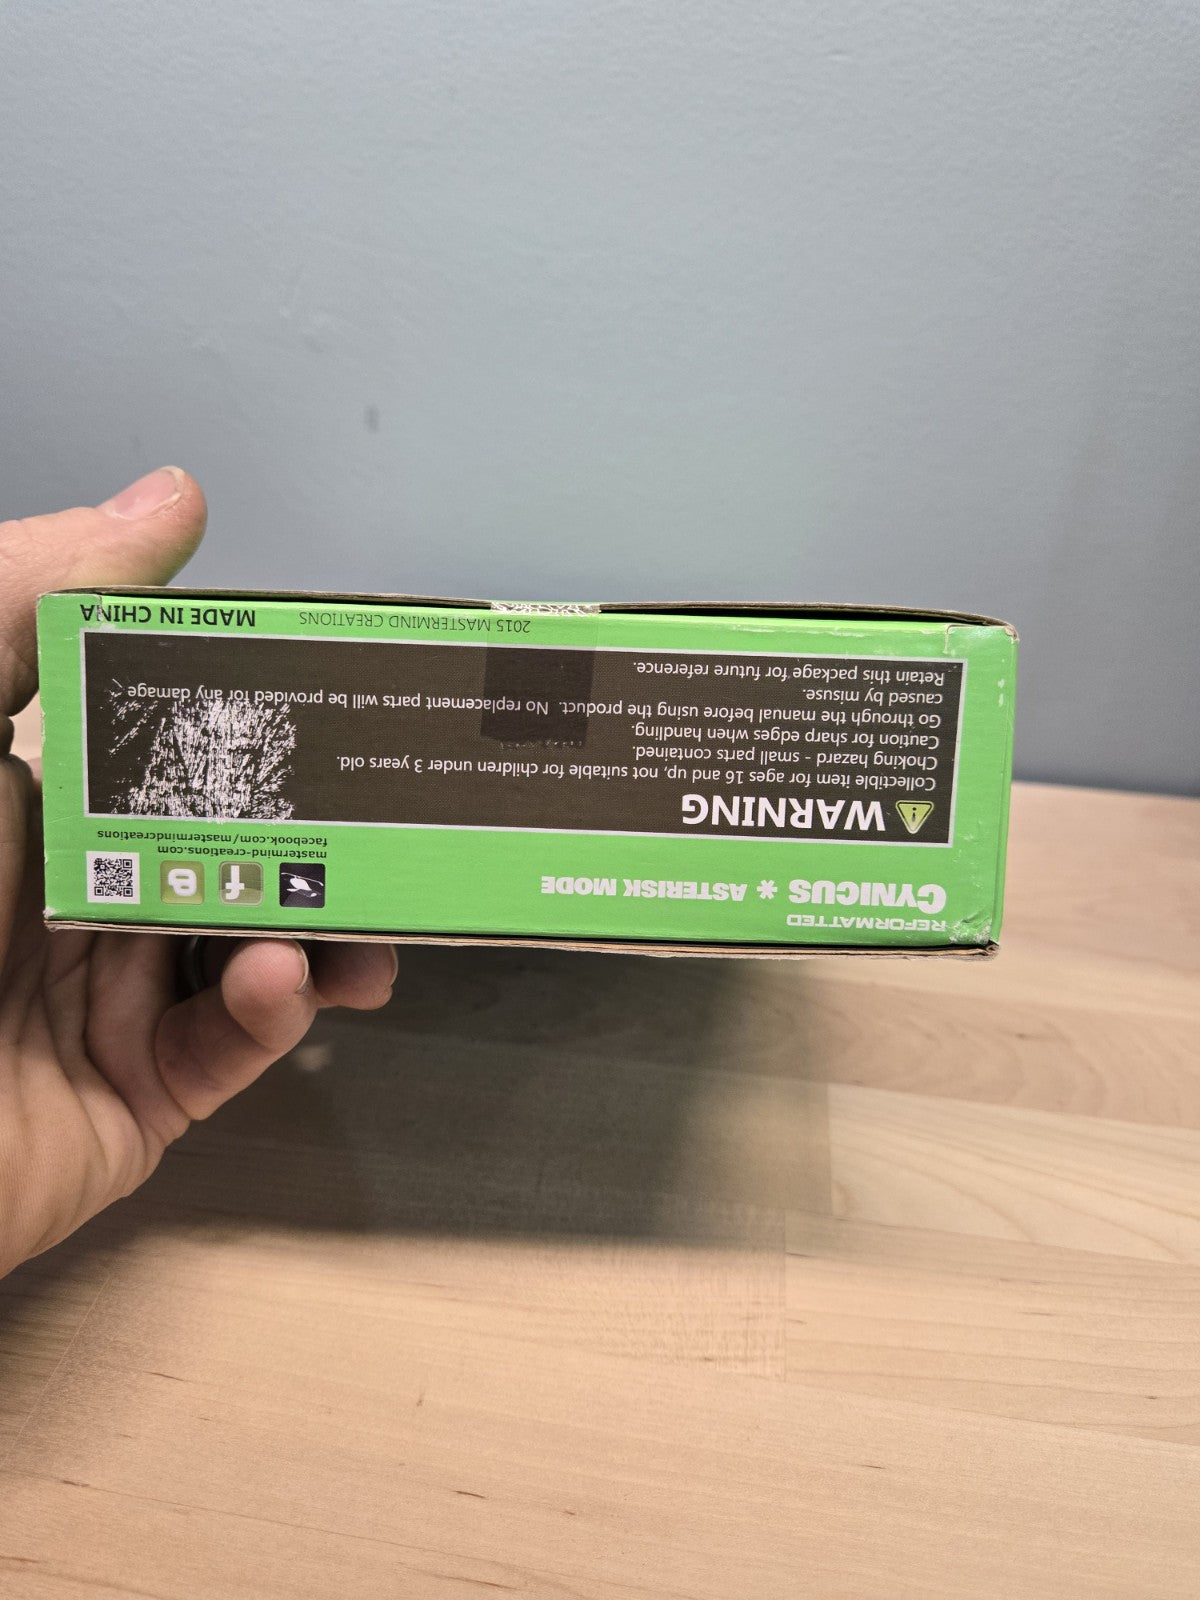 REFORMATTED
CYNICUS * ASTERISK MODE
mastermind-creations.com
facebook.com/mastermindcreations
WARNING
Collectible item for ages 16 and up, not suitable for children under 3 years old.
Choking hazard - small parts contained.
Caution for sharp edges when handling.
Go through the manual before using the product. No replacement parts will be provided for any damage
caused by misuse.
Retain this package for future reference.
2015 MASTERMIND CREATIONS
MADE IN CHINA